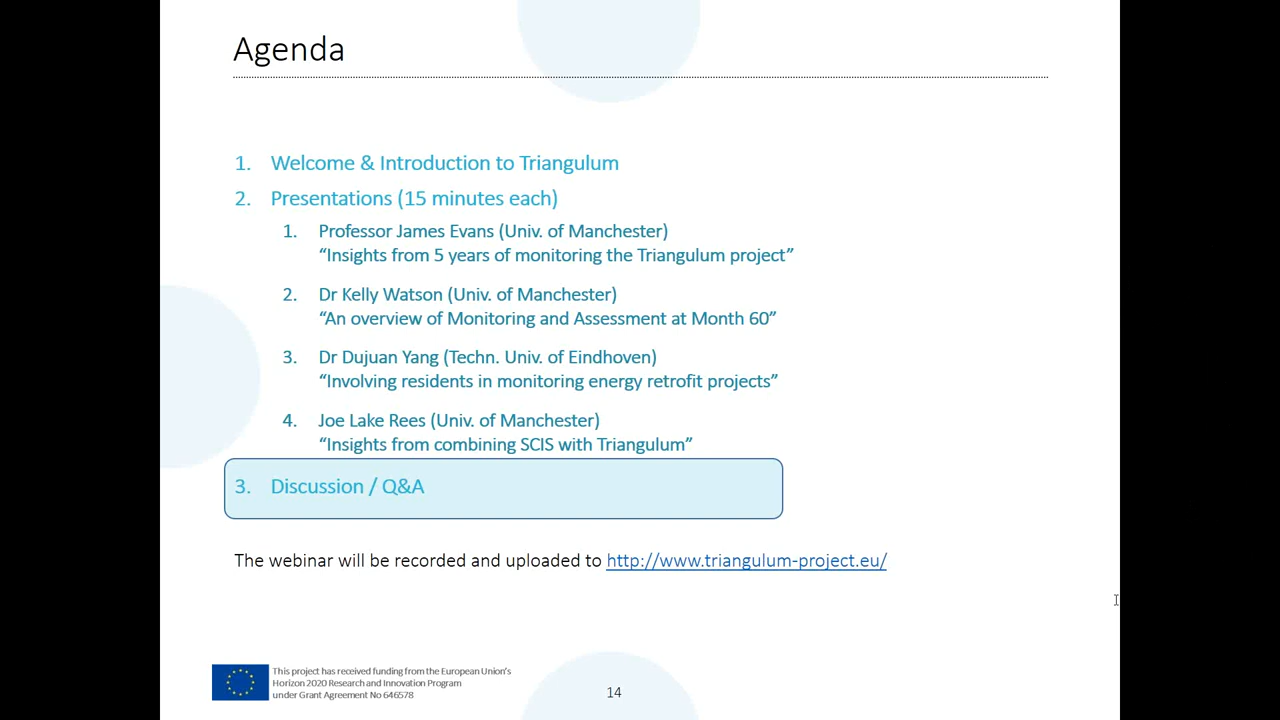 Agenda
1. Welcome & Introduction to Triangulum
2. Presentations (15 minutes each)
1. Professor James Evans (Univ. of Manchester)
“Insights from 5 years of monitoring the Triangulum project”
2. Dr Kelly Watson (Univ. of Manchester)
“An overview of Monitoring and Assessment at Month 60”
3. Dr Dujuan Yang (Techn. Univ. of Eindhoven)
“Involving residents in monitoring energy retrofit projects”
4. Joe Lake Rees (Univ. of Manchester)
“Insights from combining SCIS with Triangulum”
3. Discussion / Q&A
The webinar will be recorded and uploaded to http://www.triangulum-project.eu/
This project has received funding from the European Union's
Horizon 2020 Research and Innovation Program
under Grant Agreement No 646578
14